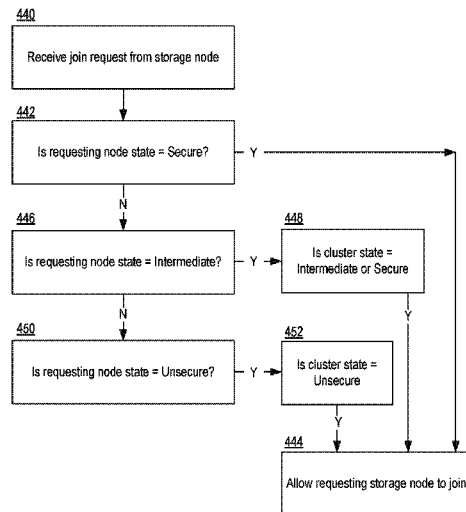 440
Receive join request from storage node
442
Is requesting node state = Secure?
Y
N
446
Is requesting node state = Intermediate?
Y
448
Is cluster state =
Intermediate or Secure
Y
N
450
Is requesting node state = Unsecure?
Y
452
Is cluster state =
Unsecure
Y
444
Allow requesting storage node to join